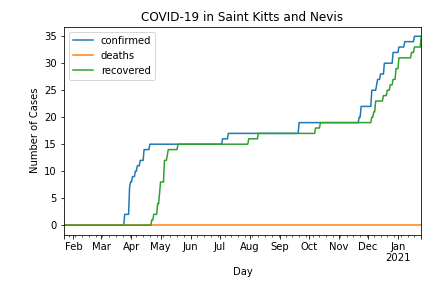 COVID-19 in Saint Kitts and Nevis
confirmed
deaths
recovered
Number of Cases
35
30
25
20
15
10
5
0
Feb Mar Apr May Jun Jul Aug Sep Oct Nov Dec Jan
2021
Day